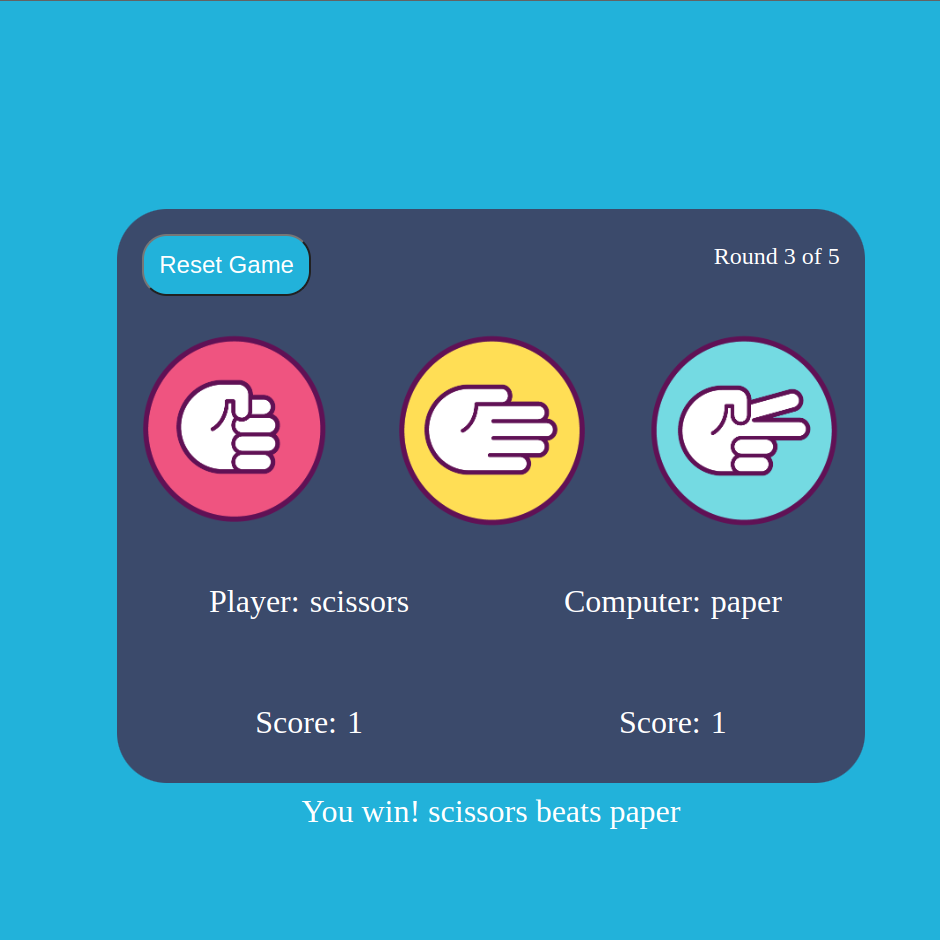 Reset Game
Round 3 of 5
Player: scissors
Computer: paper
Score: 1
Score: 1
You win! scissors beats paper